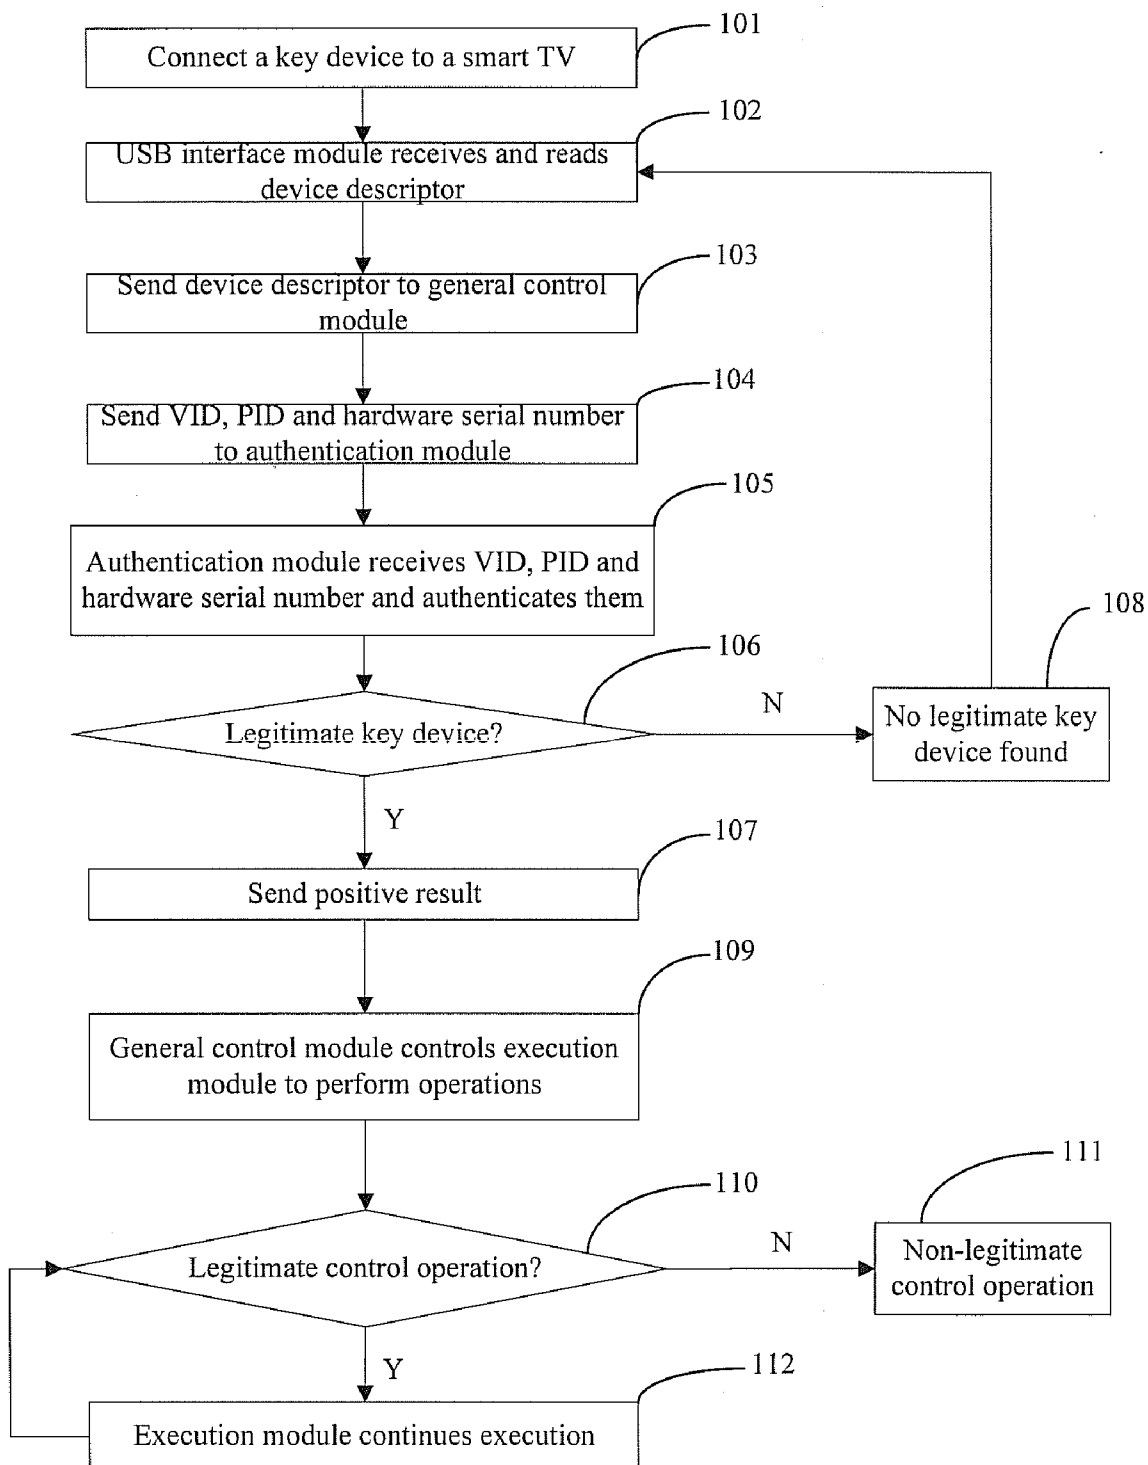 101
Connect a key device to a smart TV
102
USB interface module receives and reads
device descriptor
103
Send device descriptor to general control
module
104
Send VID, PID and hardware serial number
to authentication module
105
Authentication module receives VID, PID and
hardware serial number and authenticates them
106
108
Legitimate key device?
N
No legitimate key
device found
Y
107
Send positive result
109
General control module controls execution
module to perform operations
110
111
Legitimate control operation?
N
Non-legitimate
control operation
Y
112
Execution module continues execution